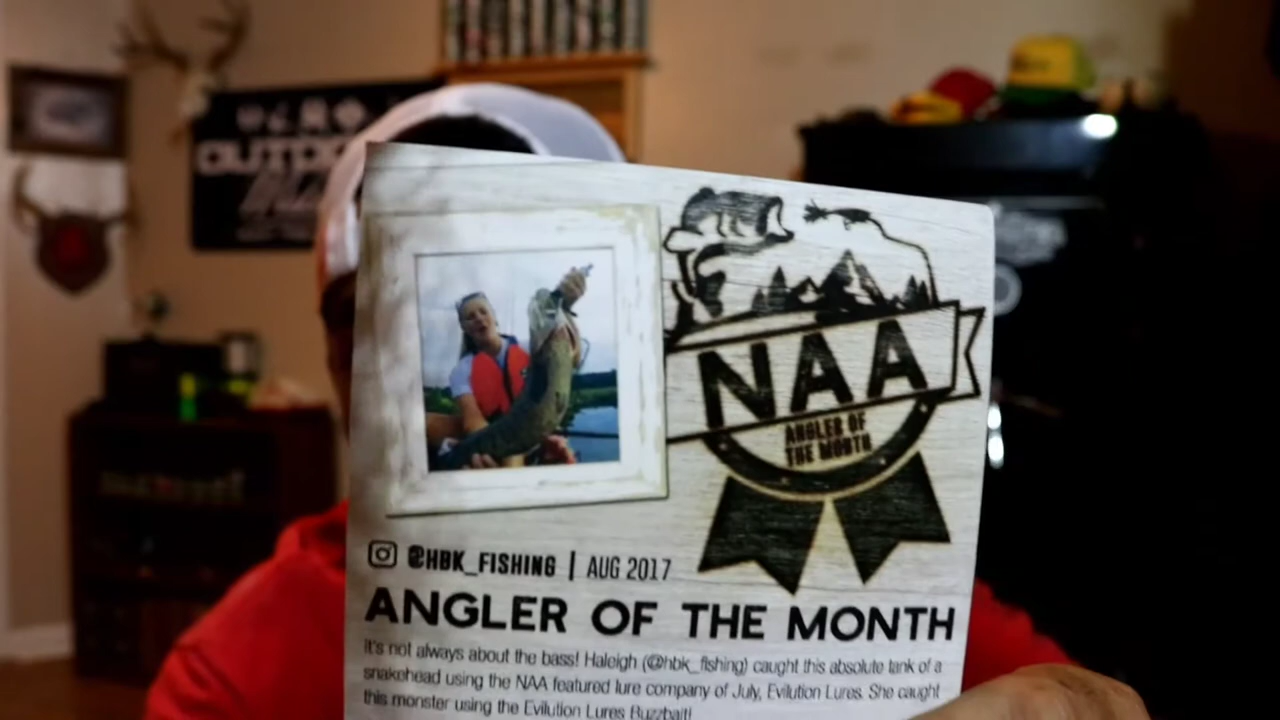 OUTDO
NAA
ANGLER OF
THE MONTH
@HBK_FISHING | AUG 2017
ANGLER OF THE MONTH
It's not always about the bass! Haleigh (@hbk_fishing) caught this absolute tank of a
snakehead using the NAA featured lure company of July, Evilution Lures. She caught
this monster using the Evilution Lures Buzzbait!